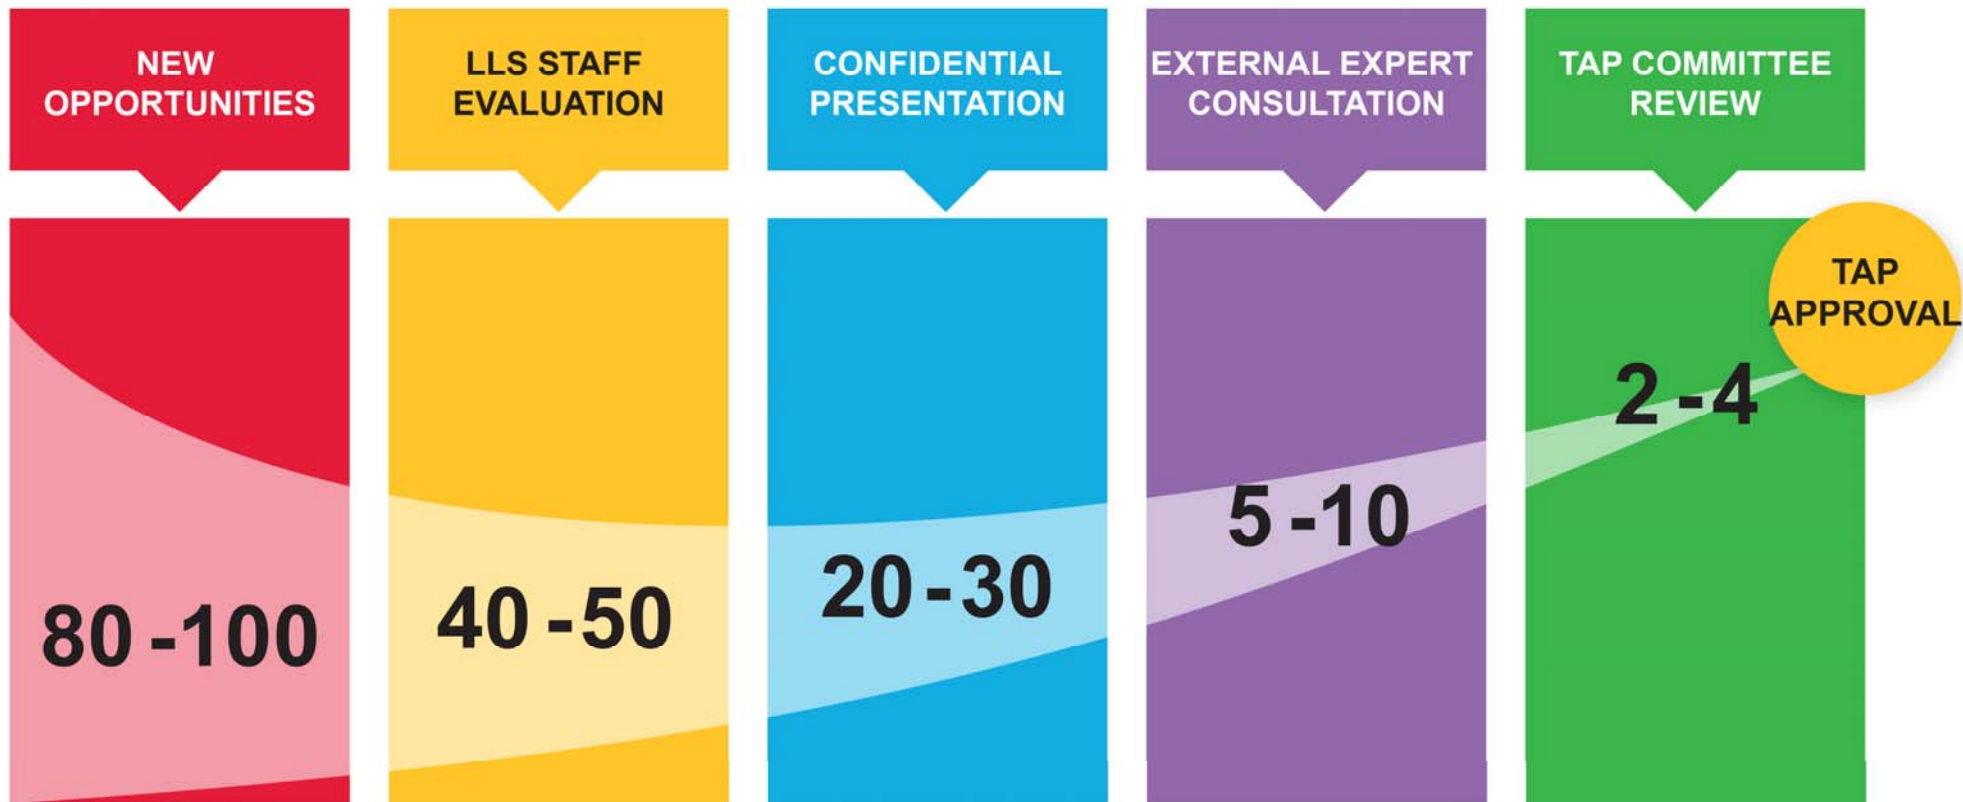 NEW
OPPORTUNITIES
LLS STAFF
EVALUATION
CONFIDENTIAL
PRESENTATION
EXTERNAL EXPERT
CONSULTATION
TAP COMMITTEE
REVIEW
80 -100
40 -50
20-30
5 -10
2 -4
TAP
APPROVAL